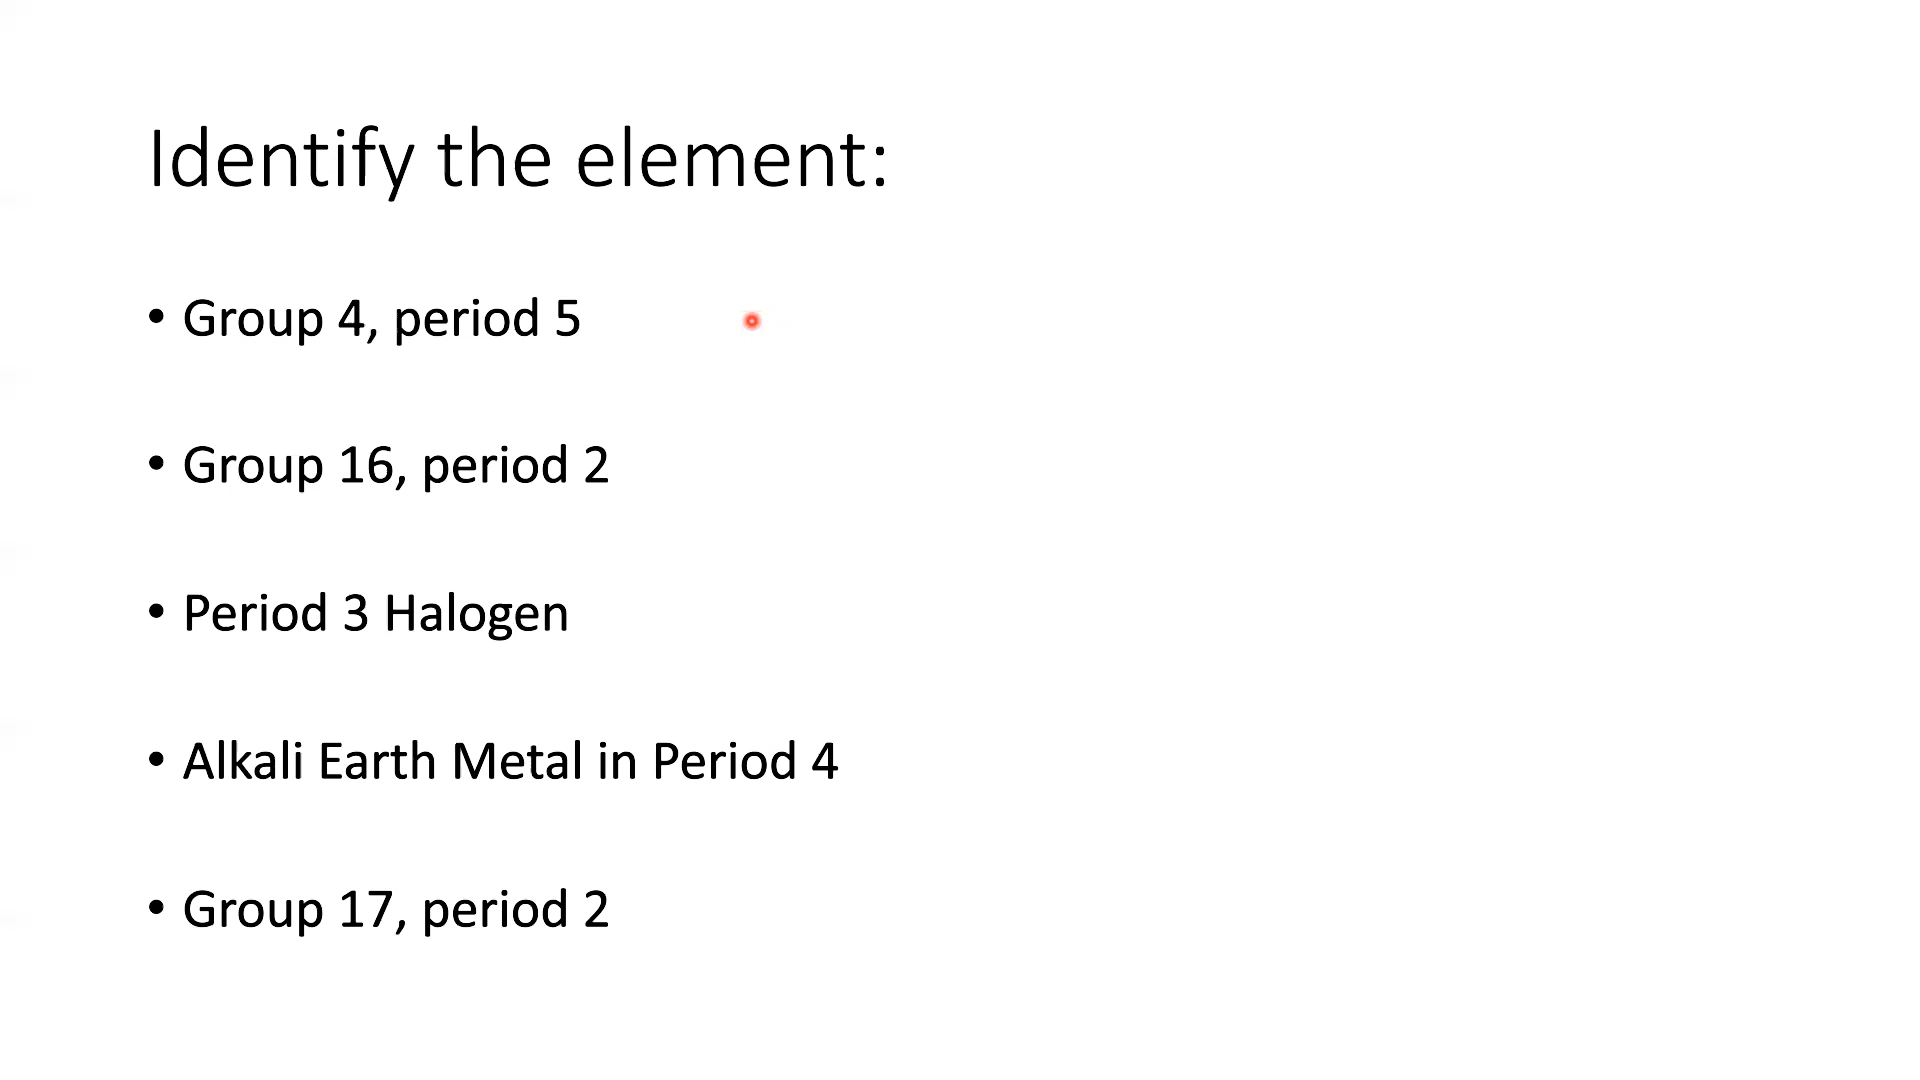 Identify the element:
• Group 4, period 5
• Group 16, period 2
• Period 3 Halogen
• Alkali Earth Metal in Period 4
• Group 17, period 2